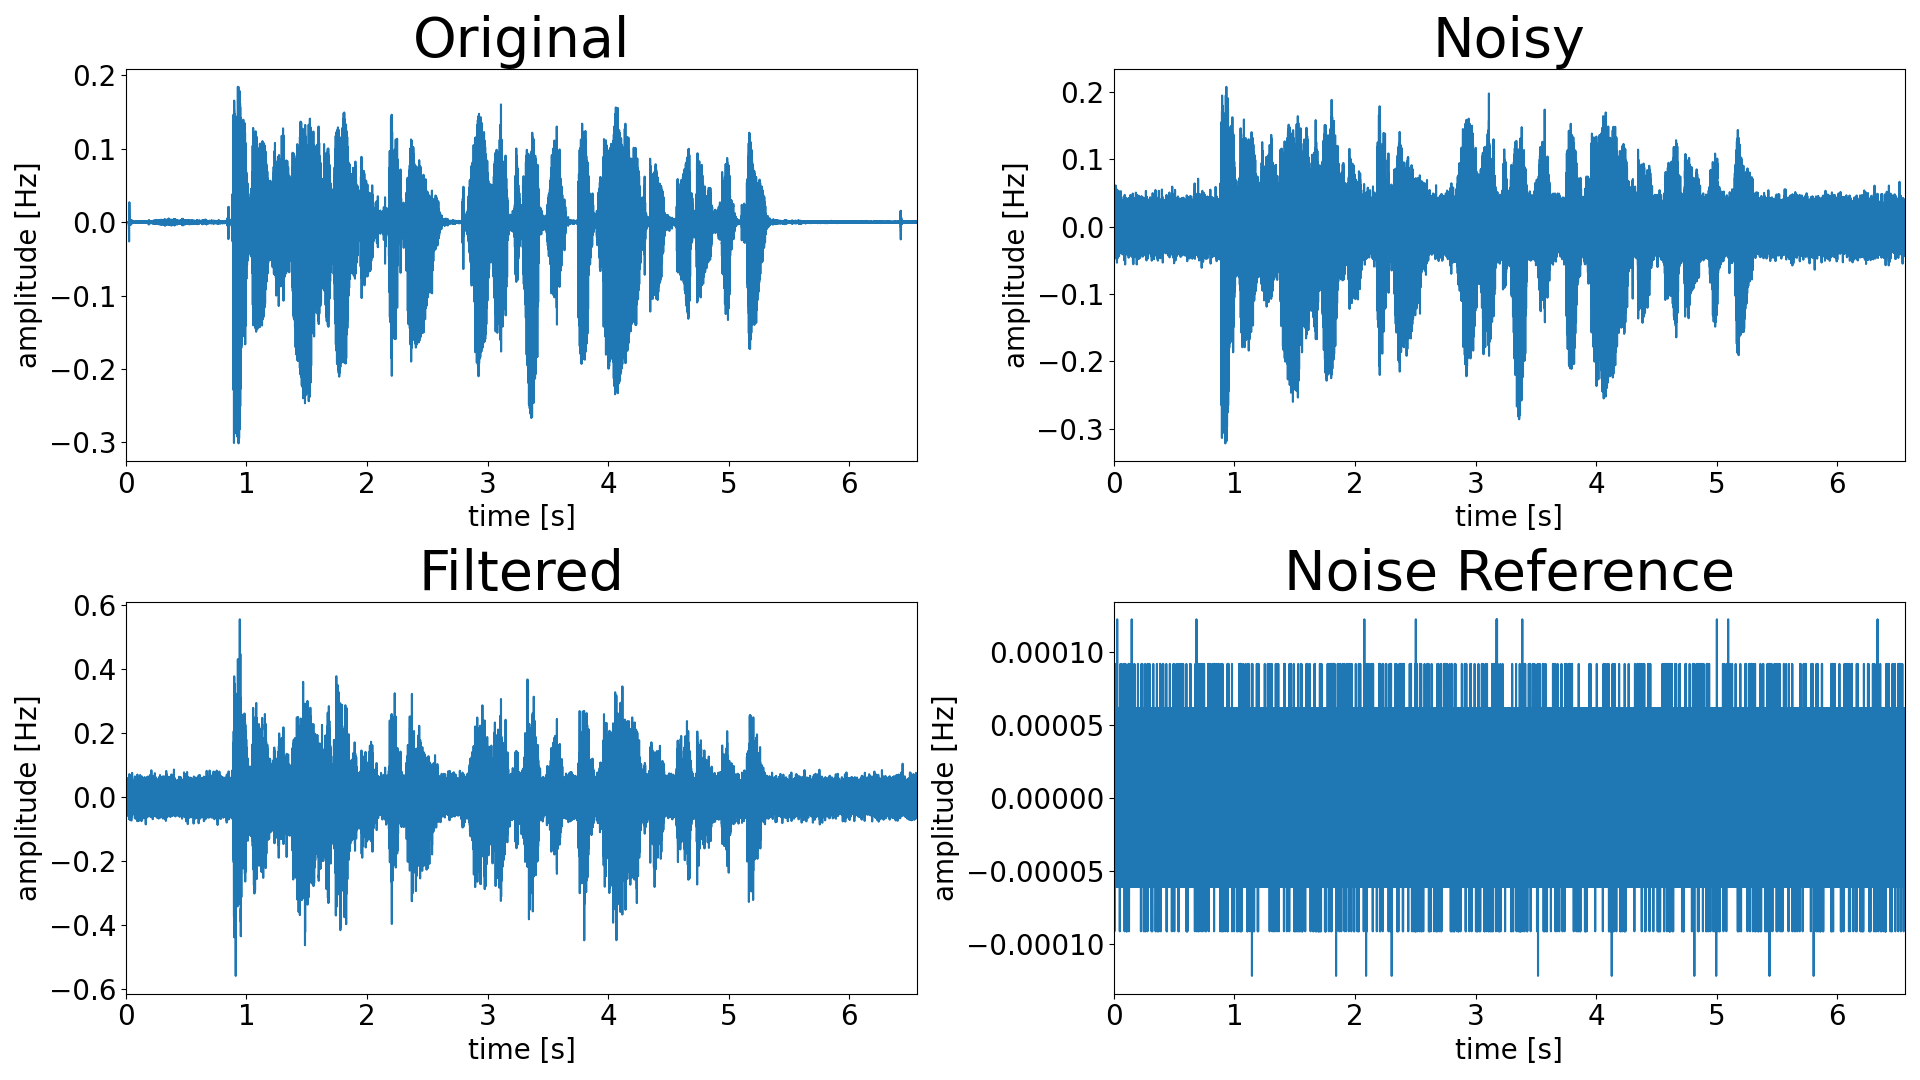 Original
0.2
0.1
0.0
−0.1
−0.2
−0.3
amplitude [Hz]
0 1 2 3 4 5 6
time [s]
Noisy
0.2
0.1
0.0
−0.1
−0.2
−0.3
amplitude [Hz]
0 1 2 3 4 5 6
time [s]
Filtered
0.6
0.4
0.2
0.0
−0.2
−0.4
−0.6
amplitude [Hz]
0 1 2 3 4 5 6
time [s]
Noise Reference
0.00010
0.00005
0.00000
−0.00005
−0.00010
amplitude [Hz]
0 1 2 3 4 5 6
time [s]